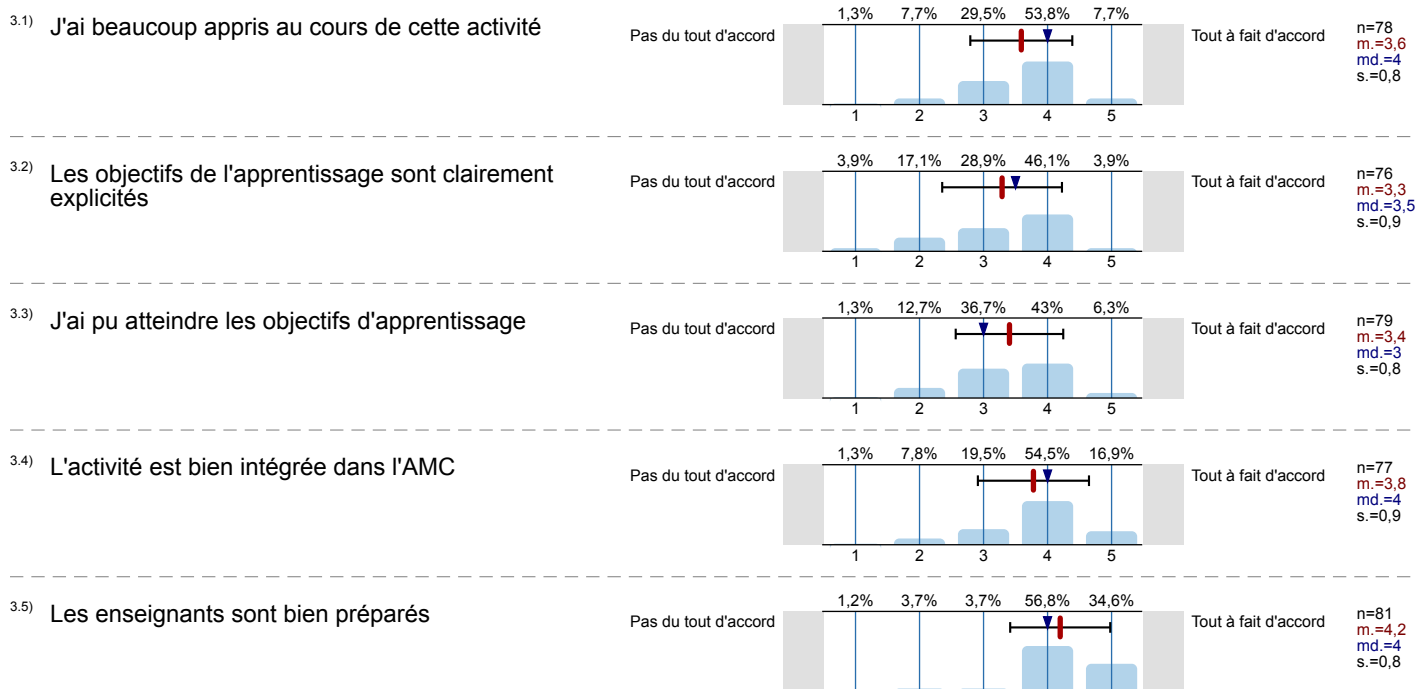 3.1) J'ai beaucoup appris au cours de cette activité
Pas du tout d'accord
1,3% 7,7% 29,5% 53,8% 7,7%
1 2 3 4 5
Tout à fait d'accord
n=78
m.=3,6
md.=4
s.=0,8
3.2) Les objectifs de l'apprentissage sont clairement
explicités
Pas du tout d'accord
3,9% 17,1% 28,9% 46,1% 3,9%
1 2 3 4 5
Tout à fait d'accord
n=76
m.=3,3
md.=3,5
s.=0,9
3.3) J'ai pu atteindre les objectifs d'apprentissage
Pas du tout d'accord
1,3% 12,7% 36,7% 43% 6,3%
1 2 3 4 5
Tout à fait d'accord
n=79
m.=3,4
md.=3
s.=0,8
3.4) L'activité est bien intégrée dans l'AMC
Pas du tout d'accord
1,3% 7,8% 19,5% 54,5% 16,9%
1 2 3 4 5
Tout à fait d'accord
n=77
m.=3,8
md.=4
s.=0,9
3.5) Les enseignants sont bien préparés
Pas du tout d'accord
1,2% 3,7% 3,7% 56,8% 34,6%
Tout à fait d'accord
n=81
m.=4,2
md.=4
s.=0,8